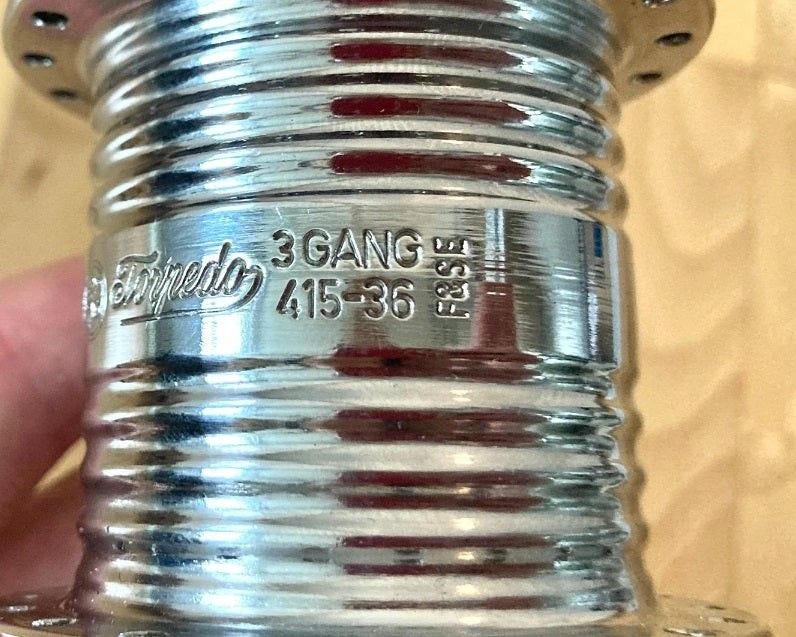 Torpedo
3 GANG
415-36
F&SE